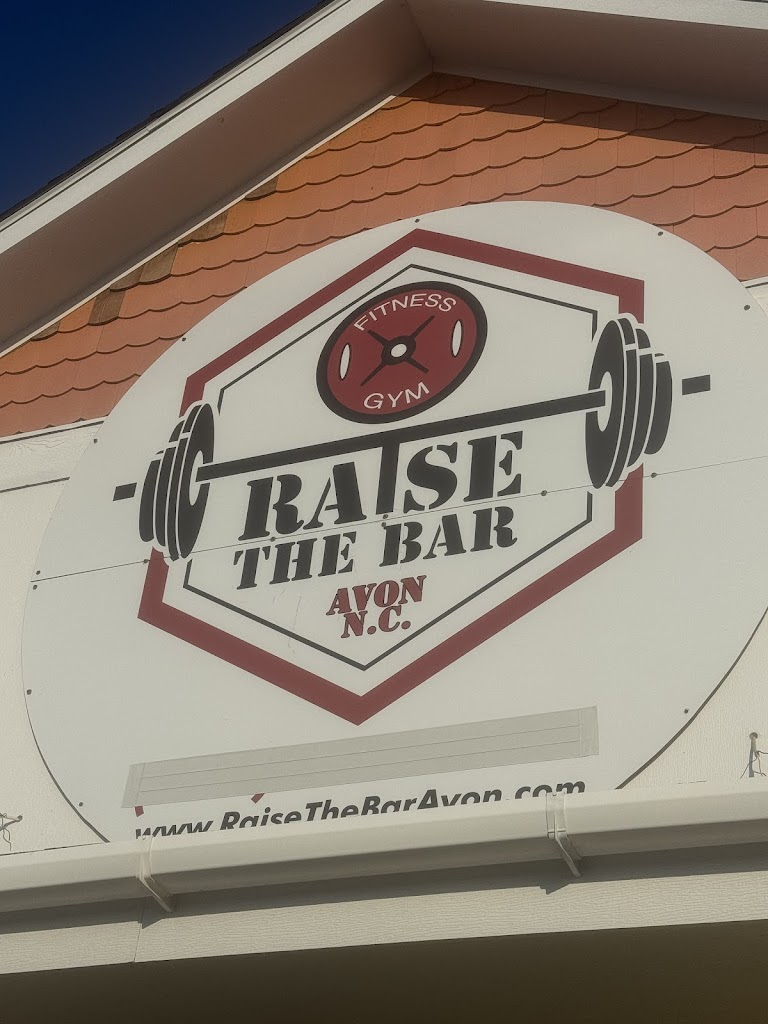 FITNESS
GYM
RAISE
THE BAR
AVON
N.C.
www.RaiseTheBarAvon.com